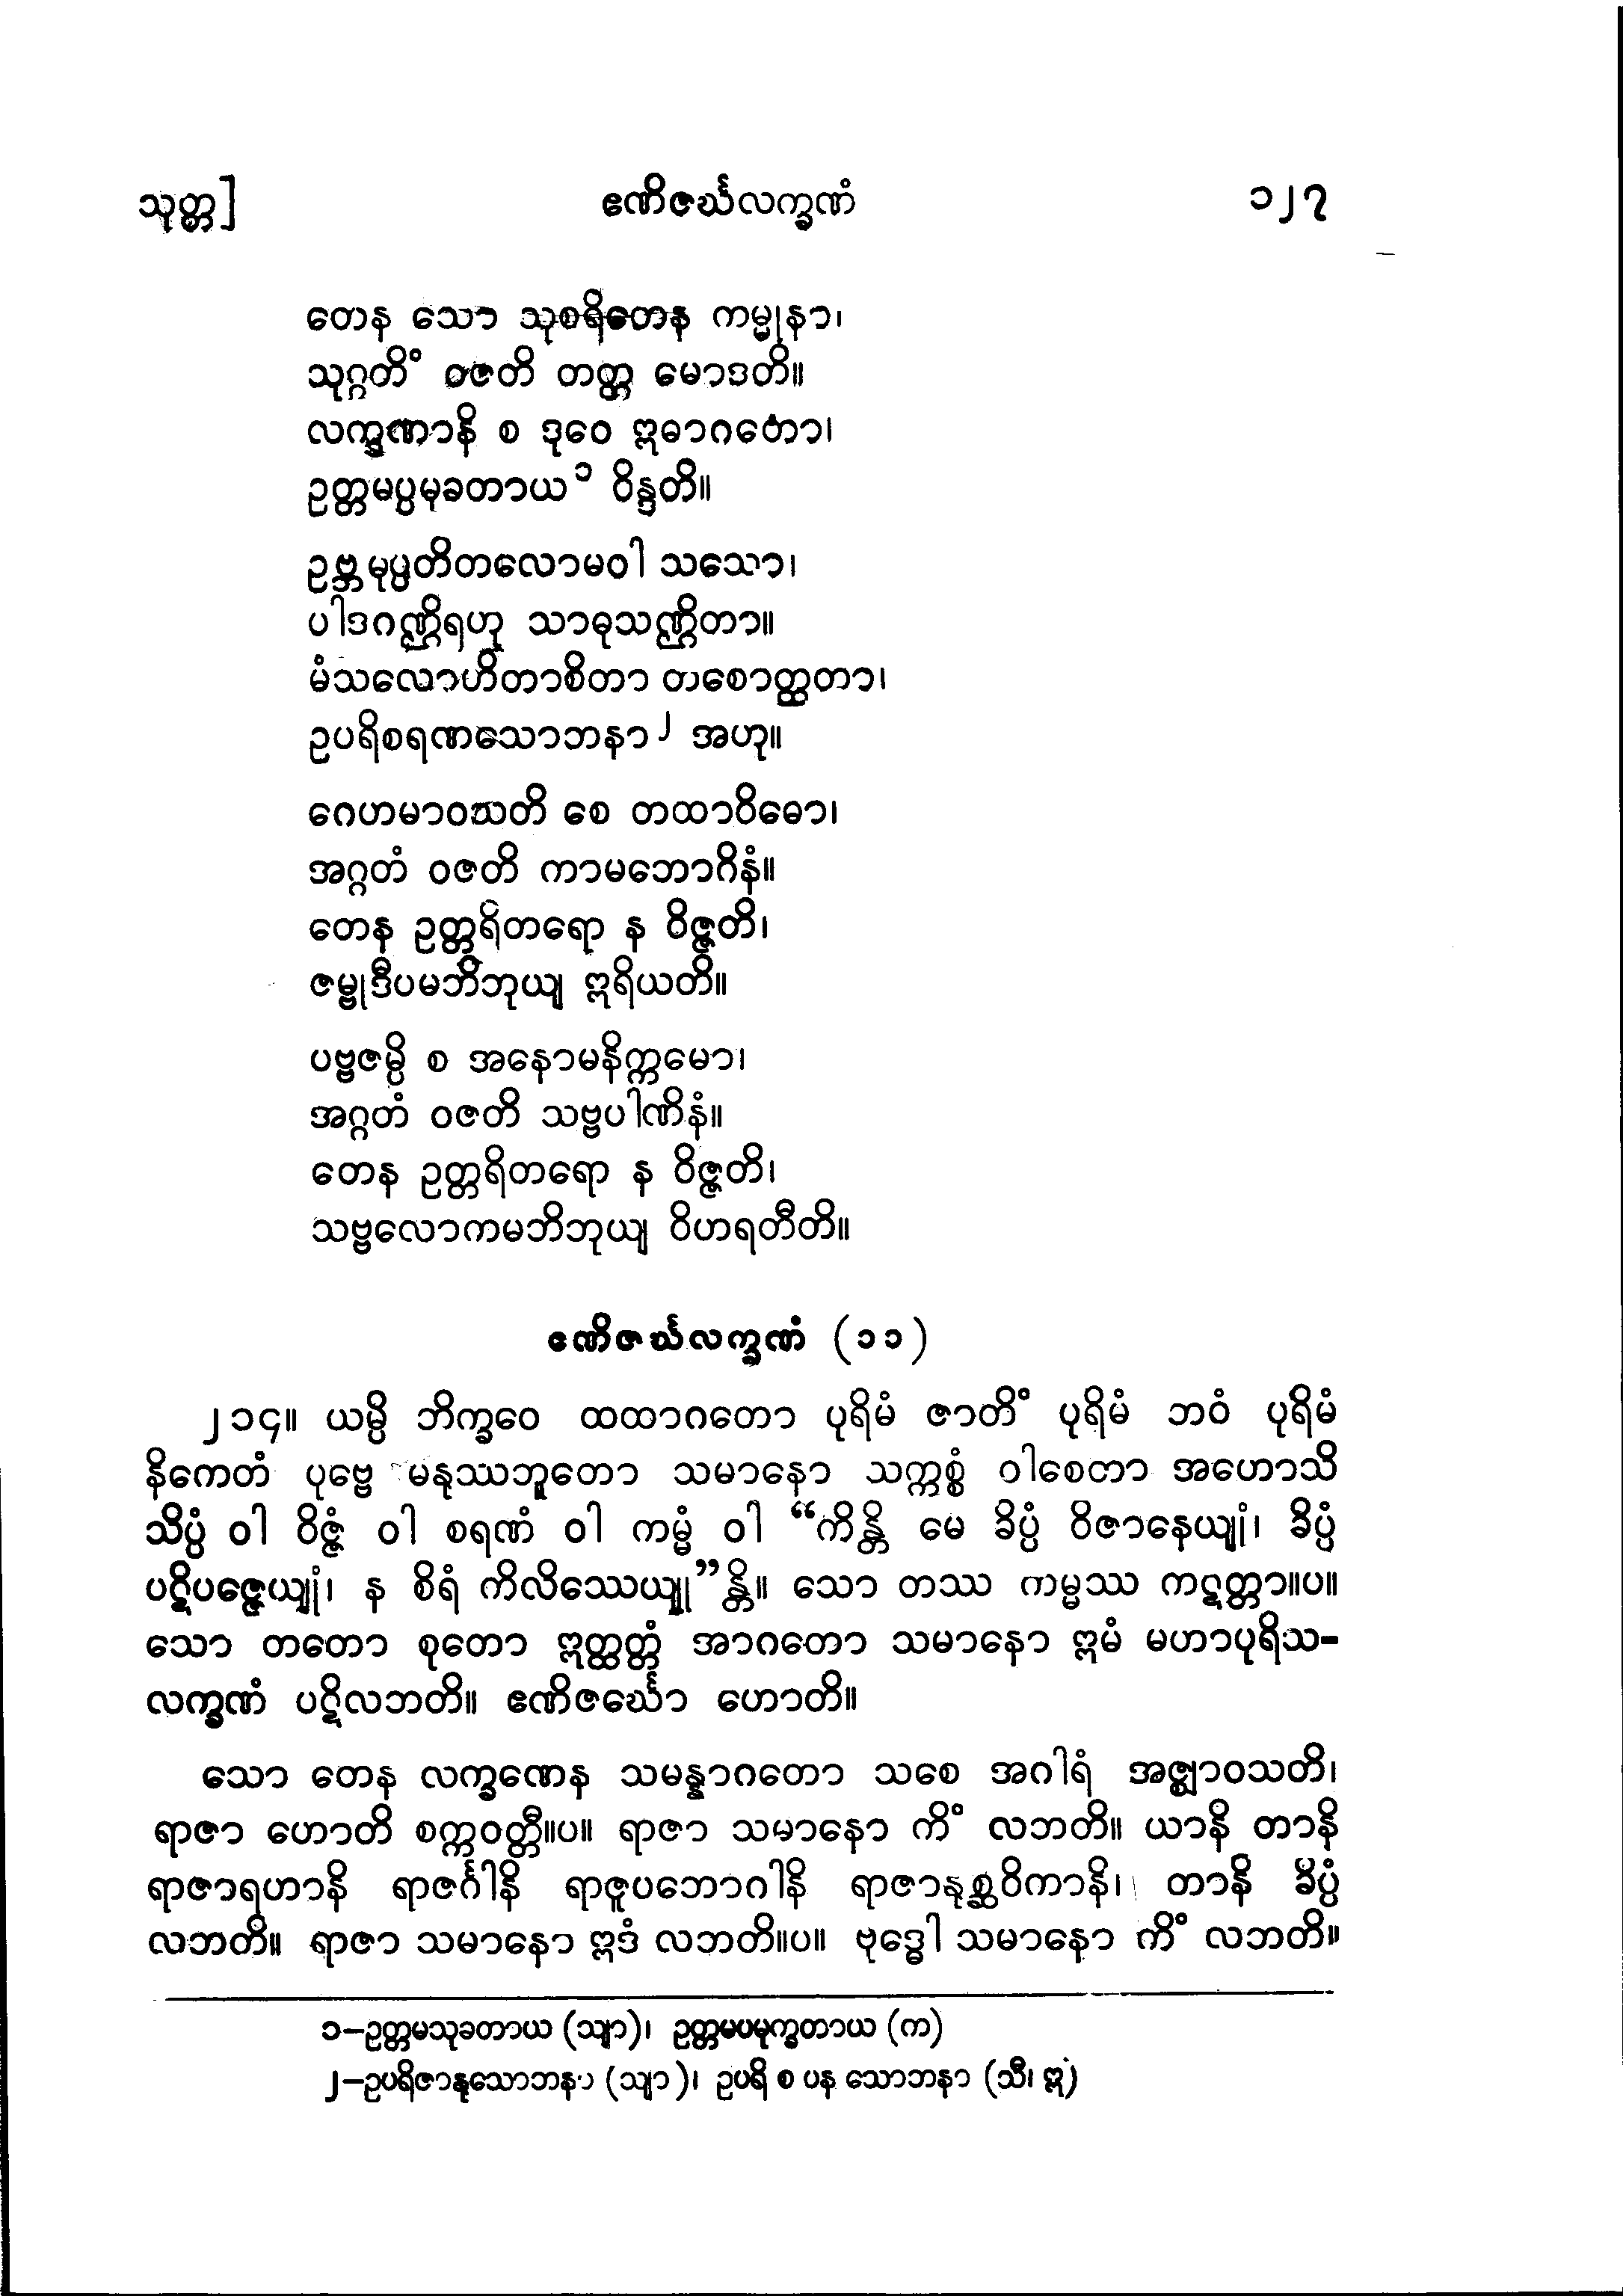 သုတ္တ] ဧဏိဇင်္ဃလက္ခဏံ ၁၂၇
တေန သော သုစရိတေန ကမ္မုနာ၊
သုဂ္ဂတိံ ဝဇတိ တတ္ထ မောဒတိ။
လက္ခဏာနိ စ ဒုဝေ ဣဓာဂတော၊
ဥတ္တမပ္ပမုခတာယ ၁ ဝိန္ဒတိ။
ဥဗ္ဘမုပ္ပတိတလောမဝါ သသော၊
ပါဒဂဏ္ဌိရဟု သာဓုသဏ္ဌိတာ။
မံသလောဟိတာစိတာ တစောတ္ထတာ၊
ဥပရိစရဏသောဘနာ ၂ အဟု။
ဂေဟမာဝသတိ စေ တထာဝိဓော၊
အဂ္ဂတံ ဝဇတိ ကာမဘောဂိနံ။
တေန ဥတ္တရိတရော န ဝိဇ္ဇတိ၊
ဇမ္ဗုဒီပမဘိဘုယျ ဣရိယတိ။
ပဗ္ဗဇမ္ပိ စ အနောမနိက္ကမော၊
အဂ္ဂတံ ဝဇတိ သဗ္ဗပါဏိနံ။
တေန ဥတ္တရိတရော န ဝိဇ္ဇတိ၊
သဗ္ဗလောကမဘိဘုယျ ဝိဟရတီတိ။
ဧဏိဇင်္ဃလက္ခဏံ (၁၁)
၂၁၄။ ယမ္ပိ ဘိက္ခဝေ ထထာဂတော ပုရိမံ ဇာတိံ ပုရိမံ ဘဝံ ပုရိမံ
နိကေတံ ပုဗ္ဗေ မနုဿဘူတော သမာနော သက္ကစ္စံ ဝါစေတာ အဟောသိ
သိပ္ပံ ဝါ ဝိဇ္ဇံ ဝါ စရဏံ ဝါ ကမ္မံ ဝါ “ကိန္တိ မေ ခိပ္ပံ ဝိဇာနေယျုံ၊ ခိပ္ပံ
ပဋိပဇ္ဇေယျုံ၊ န စိရံ ကိလိဿေယျု”န္တိ။ သော တဿ ကမ္မဿ ကဋတ္တာ။ပ။
သော တတော စုတော ဣတ္ထတ္တံ အာဂတော သမာနော ဣမံ မဟာပုရိသ-
လက္ခဏံ ပဋိလဘတိ။ ဧဏိဇင်္ဃော ဟောတိ။
သော တေန လက္ခဏေန သမန္နာဂတော သစေ အဂါရံ အဇ္ဈာဝသတိ၊
ရာဇာ ဟောတိ စက္ကဝတ္တီ။ပ။ ရာဇာ သမာနော ကိံ လဘတိ။ ယာနိ တာနိ
ရာဇာရဟာနိ ရာဇင်္ဂါနိ ရာဇူပဘောဂါနိ ရာဇာနုစ္ဆဝိကာနိ၊ တာနိ ခိပ္ပံ
လဘတိ။ ရာဇာ သမာနော ဣဒံ လဘတိ။ပ။ ဗုဒ္ဓေါ သမာနော ကိံ လဘတိ။
၁–ဥတ္တမသုခတာယ (သျာ)၊ ဥတ္တမပမုက္ခတာယ (က)
၂–ဥပရိဇာနုသောဘနာ (သျာ)၊ ဥပရိ စ ပန သောဘနာ (သီ၊ ဣ)